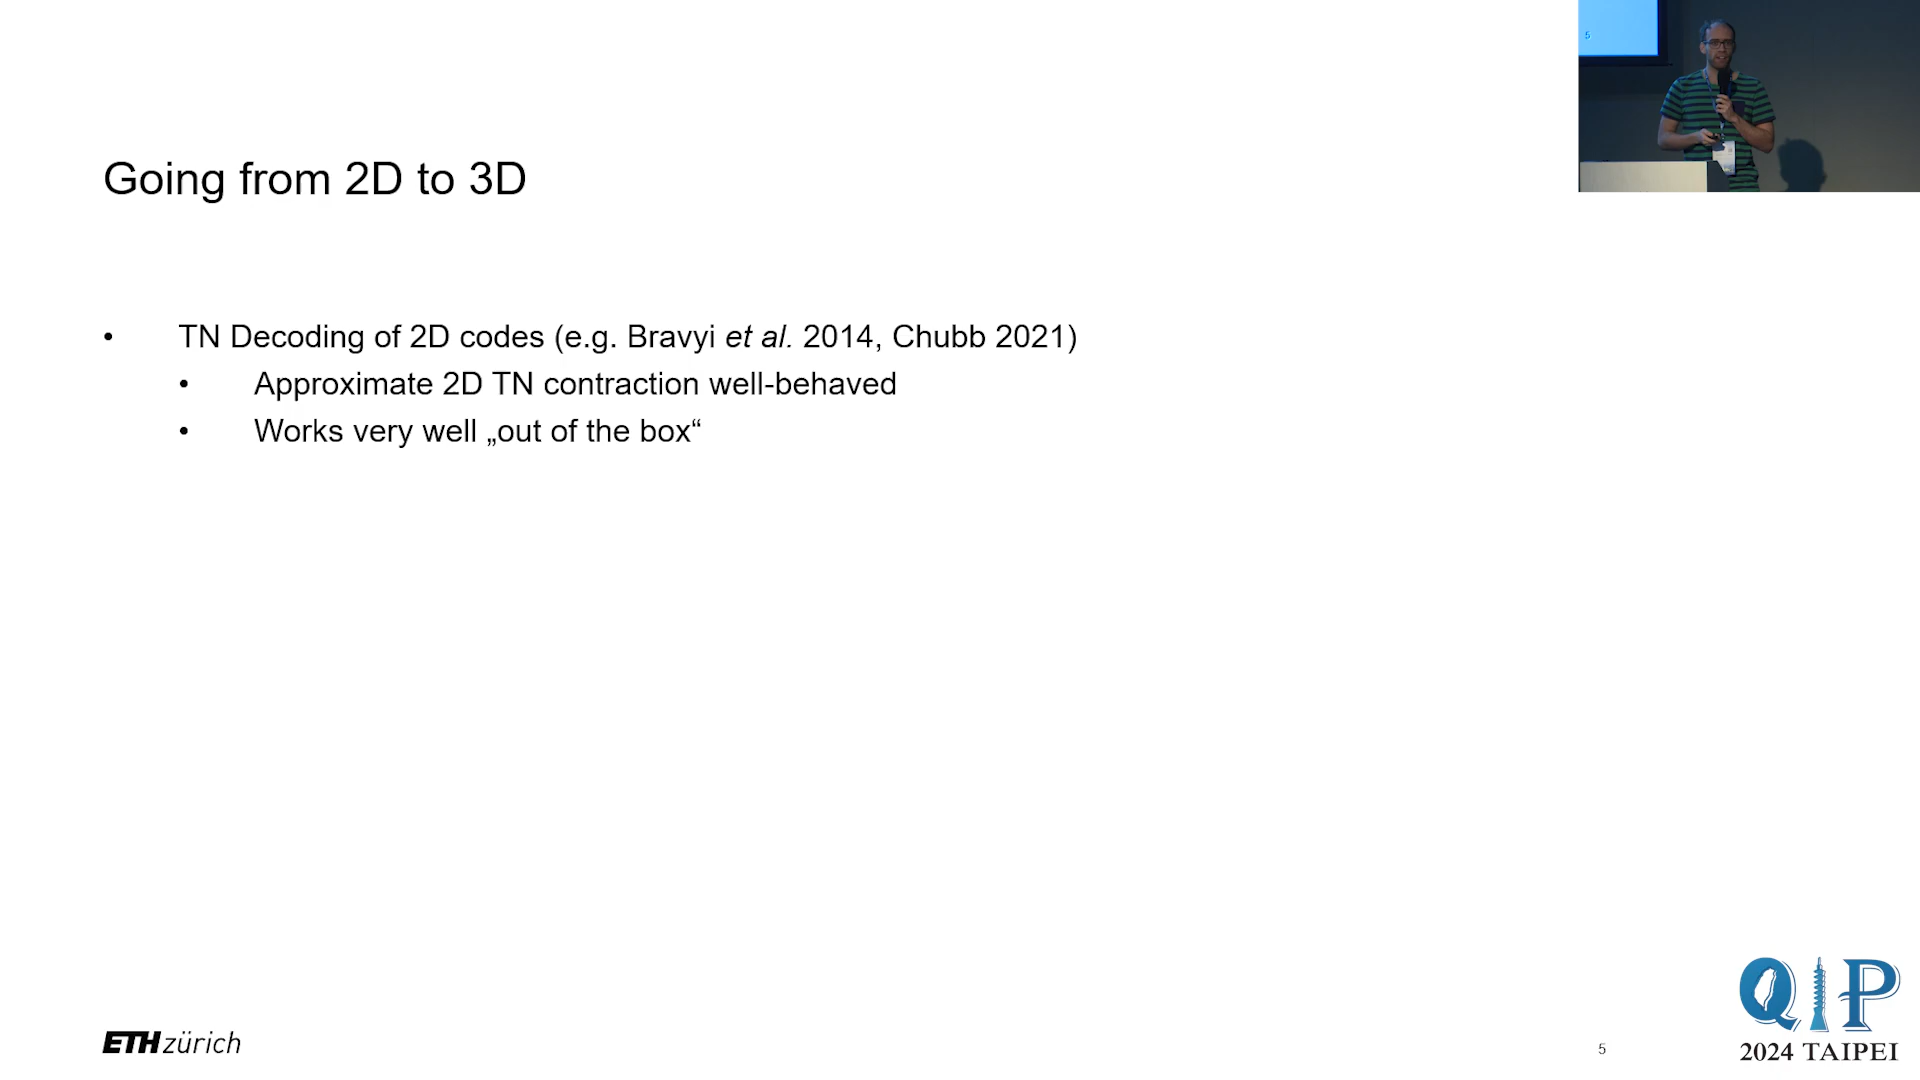 5
Going from 2D to 3D
• TN Decoding of 2D codes (e.g. Bravyi et al. 2014, Chubb 2021)
• Approximate 2D TN contraction well-behaved
• Works very well „out of the box“
ETH zürich
5
QIP
2024 TAIPEI